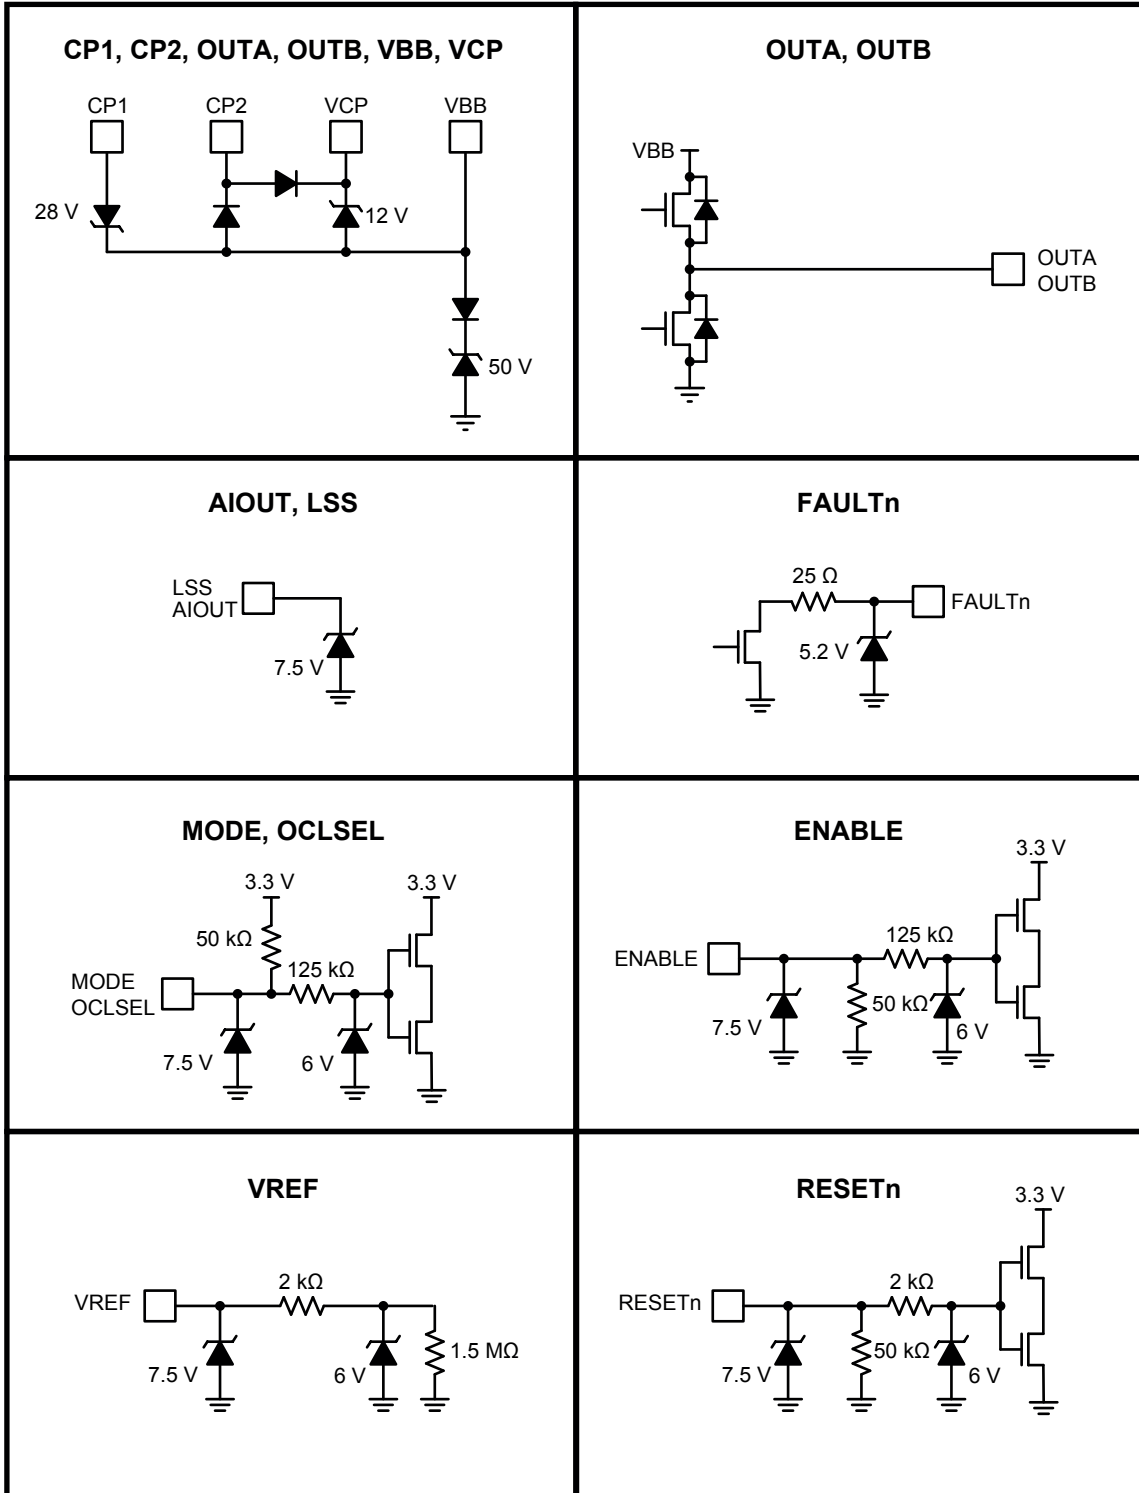 CP1, CP2, OUTA, OUTB, VBB, VCP
CP1
CP2
VCP
VBB
28 V
12 V
50 V
OUTA, OUTB
VBB
OUTA
OUTB
AIOUT, LSS
LSS
AIOUT
7.5 V
FAULTn
25 Ω
FAULTn
5.2 V
MODE, OCLSEL
3.3 V
3.3 V
50 kΩ
125 kΩ
MODE
OCLSEL
7.5 V
6 V
ENABLE
3.3 V
125 kΩ
ENABLE
50 kΩ
7.5 V
6 V
VREF
2 kΩ
VREF
1.5 MΩ
7.5 V
6 V
RESETn
3.3 V
2 kΩ
RESETn
50 kΩ
7.5 V
6 V